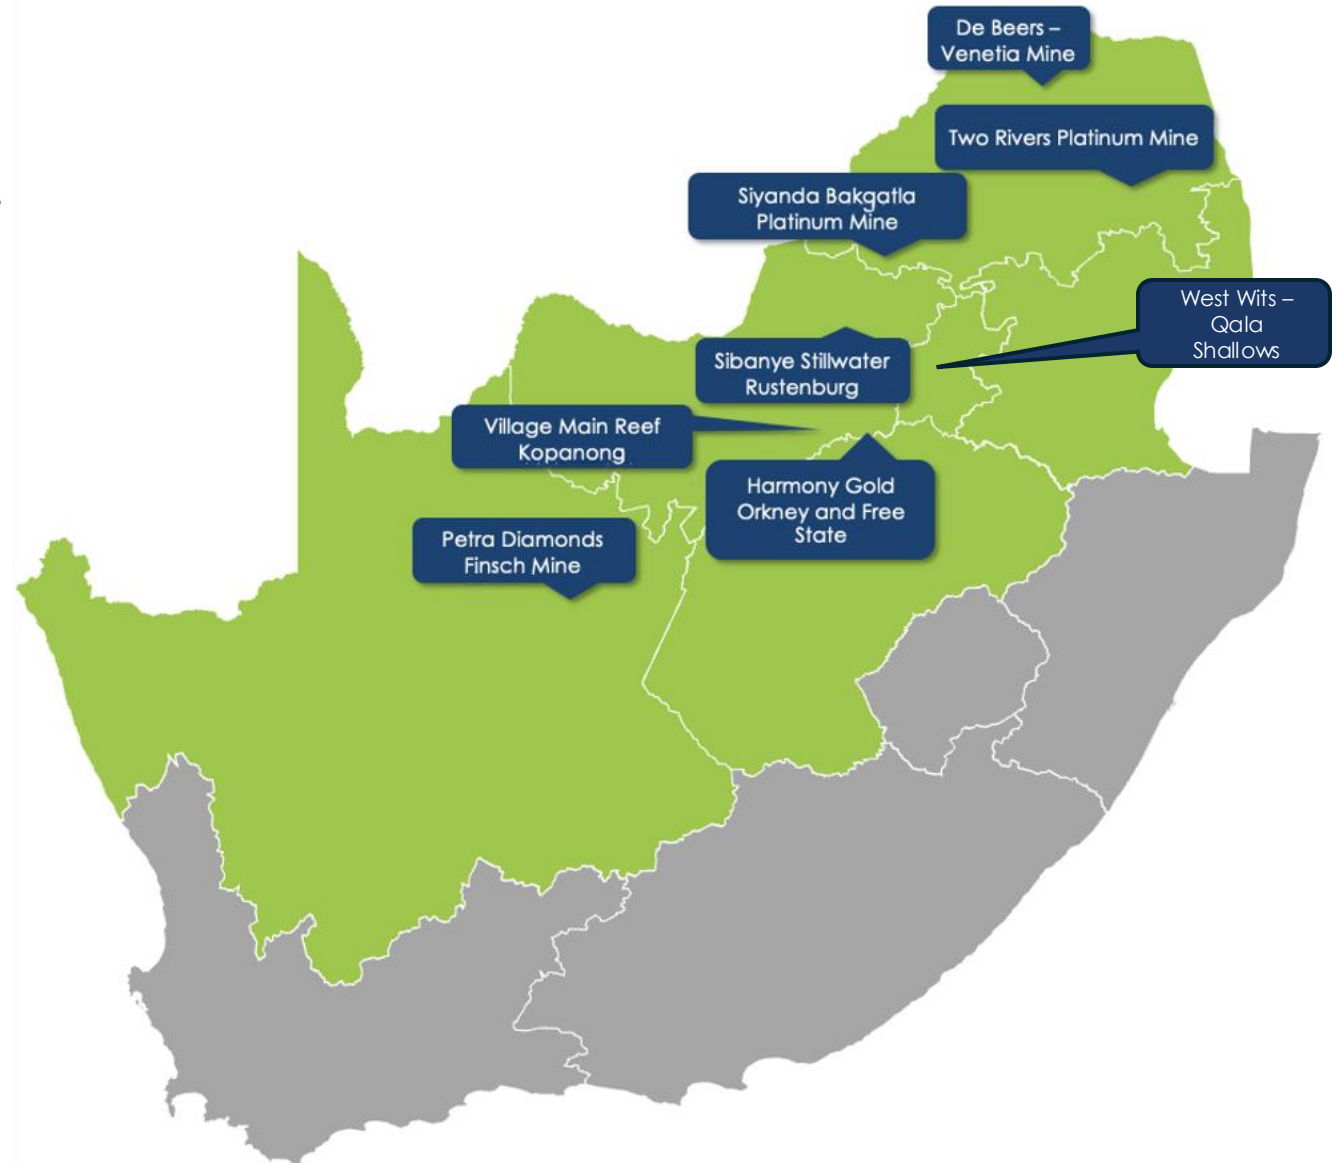 De Beers –
Venetia Mine
Two Rivers Platinum Mine
Siyanda Bakgatla
Platinum Mine
West Wits –
Qala
Shallows
Sibanye Stillwater
Rustenburg
Village Main Reef
Kopanong
Harmony Gold
Orkney and Free
State
Petra Diamonds
Finsch Mine